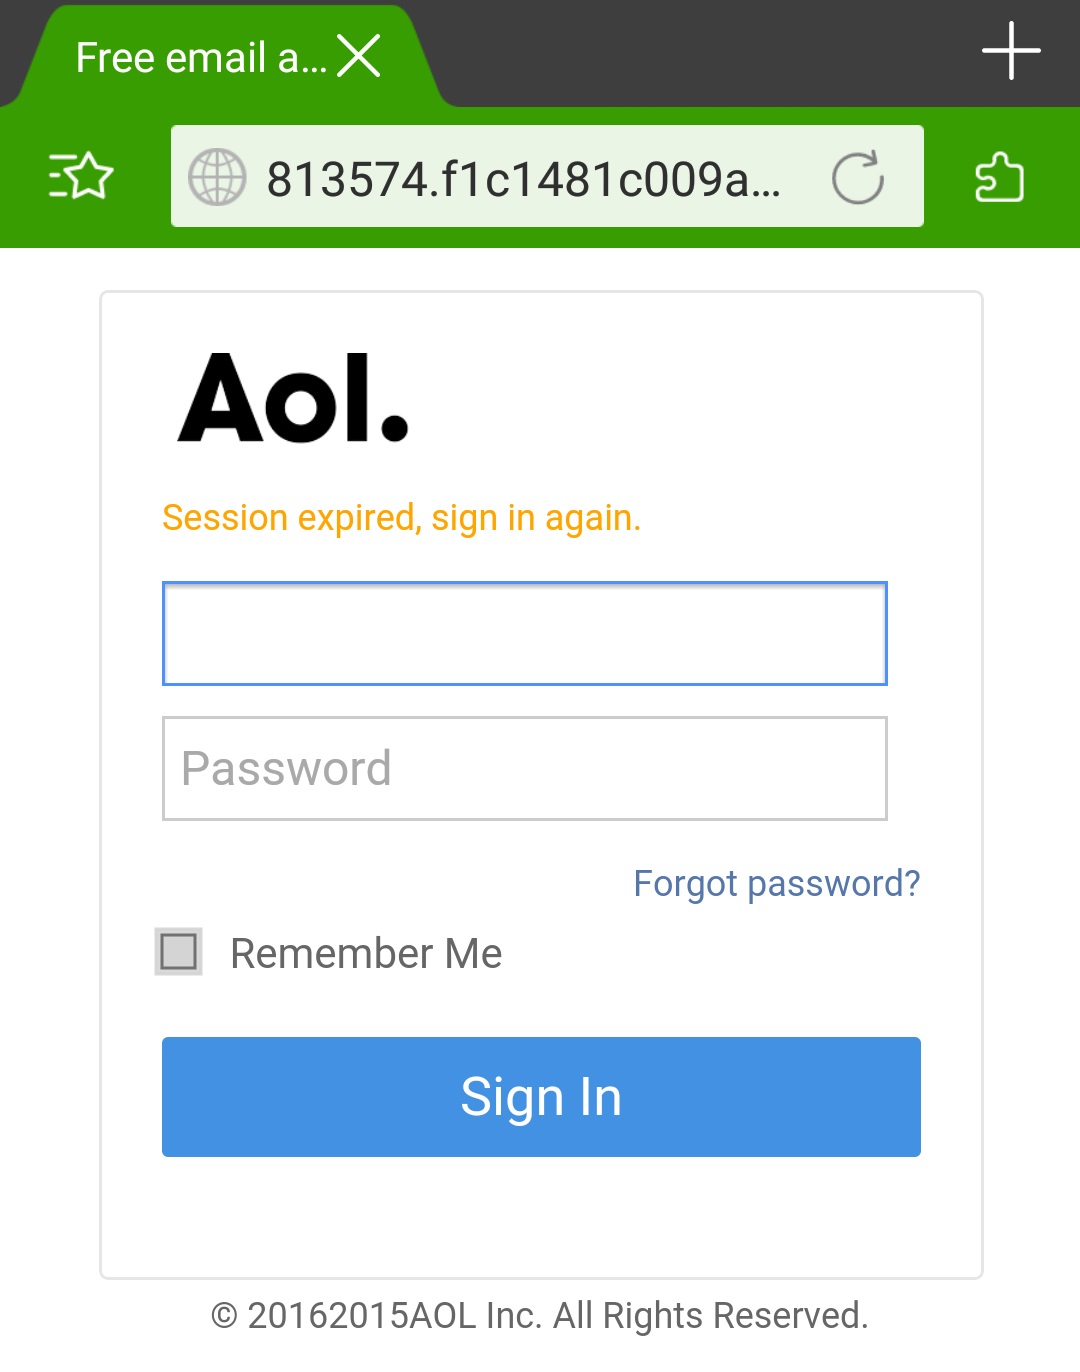 Free email a...
813574.f1c1481c009a...
Aol.
Session expired, sign in again.
Password
Forgot password?
Remember Me
Sign In
© 20162015AOL Inc. All Rights Reserved.